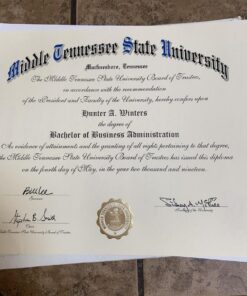 Middle Tennessee State University
Murfreesboro, Tennessee
The Middle Tennessee State University Board of Trustees,
in accordance with the recommendation
of the President and Faculty of the University, hereby confers upon
Hunter A. Winters
the degree of
Bachelor of Business Administration
As evidence of attainments and the granting of all rights pertaining to that degree,
the Middle Tennessee State University Board of Trustees has issued this diploma
on the fourth day of May, in the year two thousand and nineteen.
Stephen B. Smith